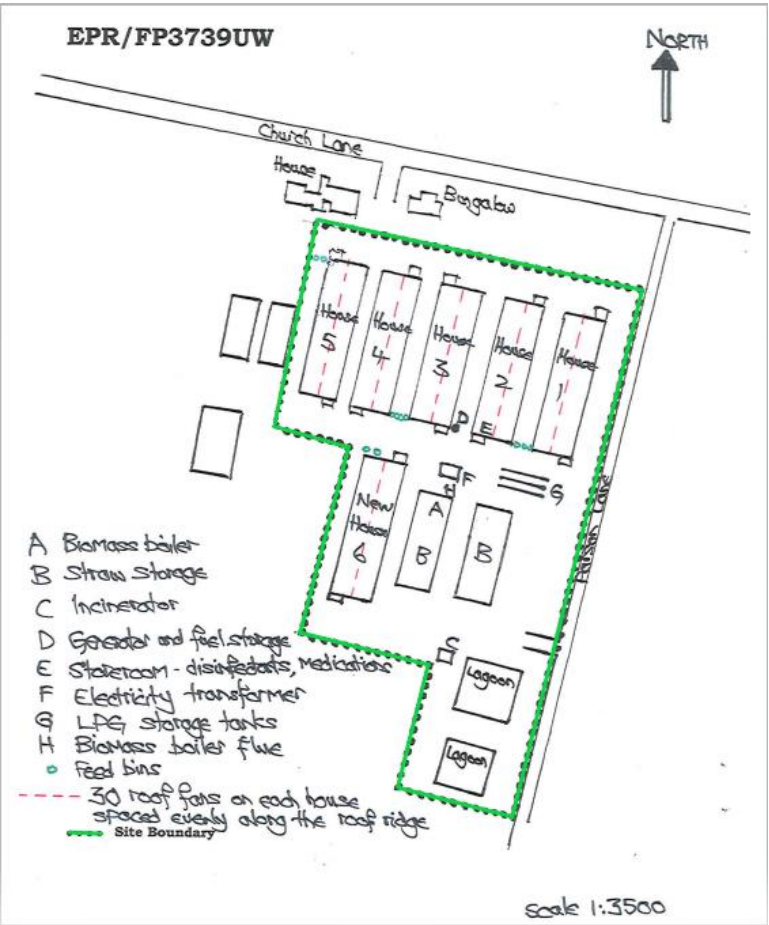 EPR/FP3739UW
NORTH
Church Lane
House
Bungalow
House
5
House
4
House
3
House
2
House
1
D
E
F
G
H
New
House
6
A
B
B
Lane
C
Lagoon
Lagoon
A Biomass boiler
B Straw Storage
C Incinerator
D Generator and fuel storage
E Storeroom - disinfectants, medications
F Electricity transformer
G LPG storage tanks
H Biomass boiler flue
Feed bins
30 roof fans on each house
spaced evenly along the roof ridge
Site Boundary
scale 1:3500